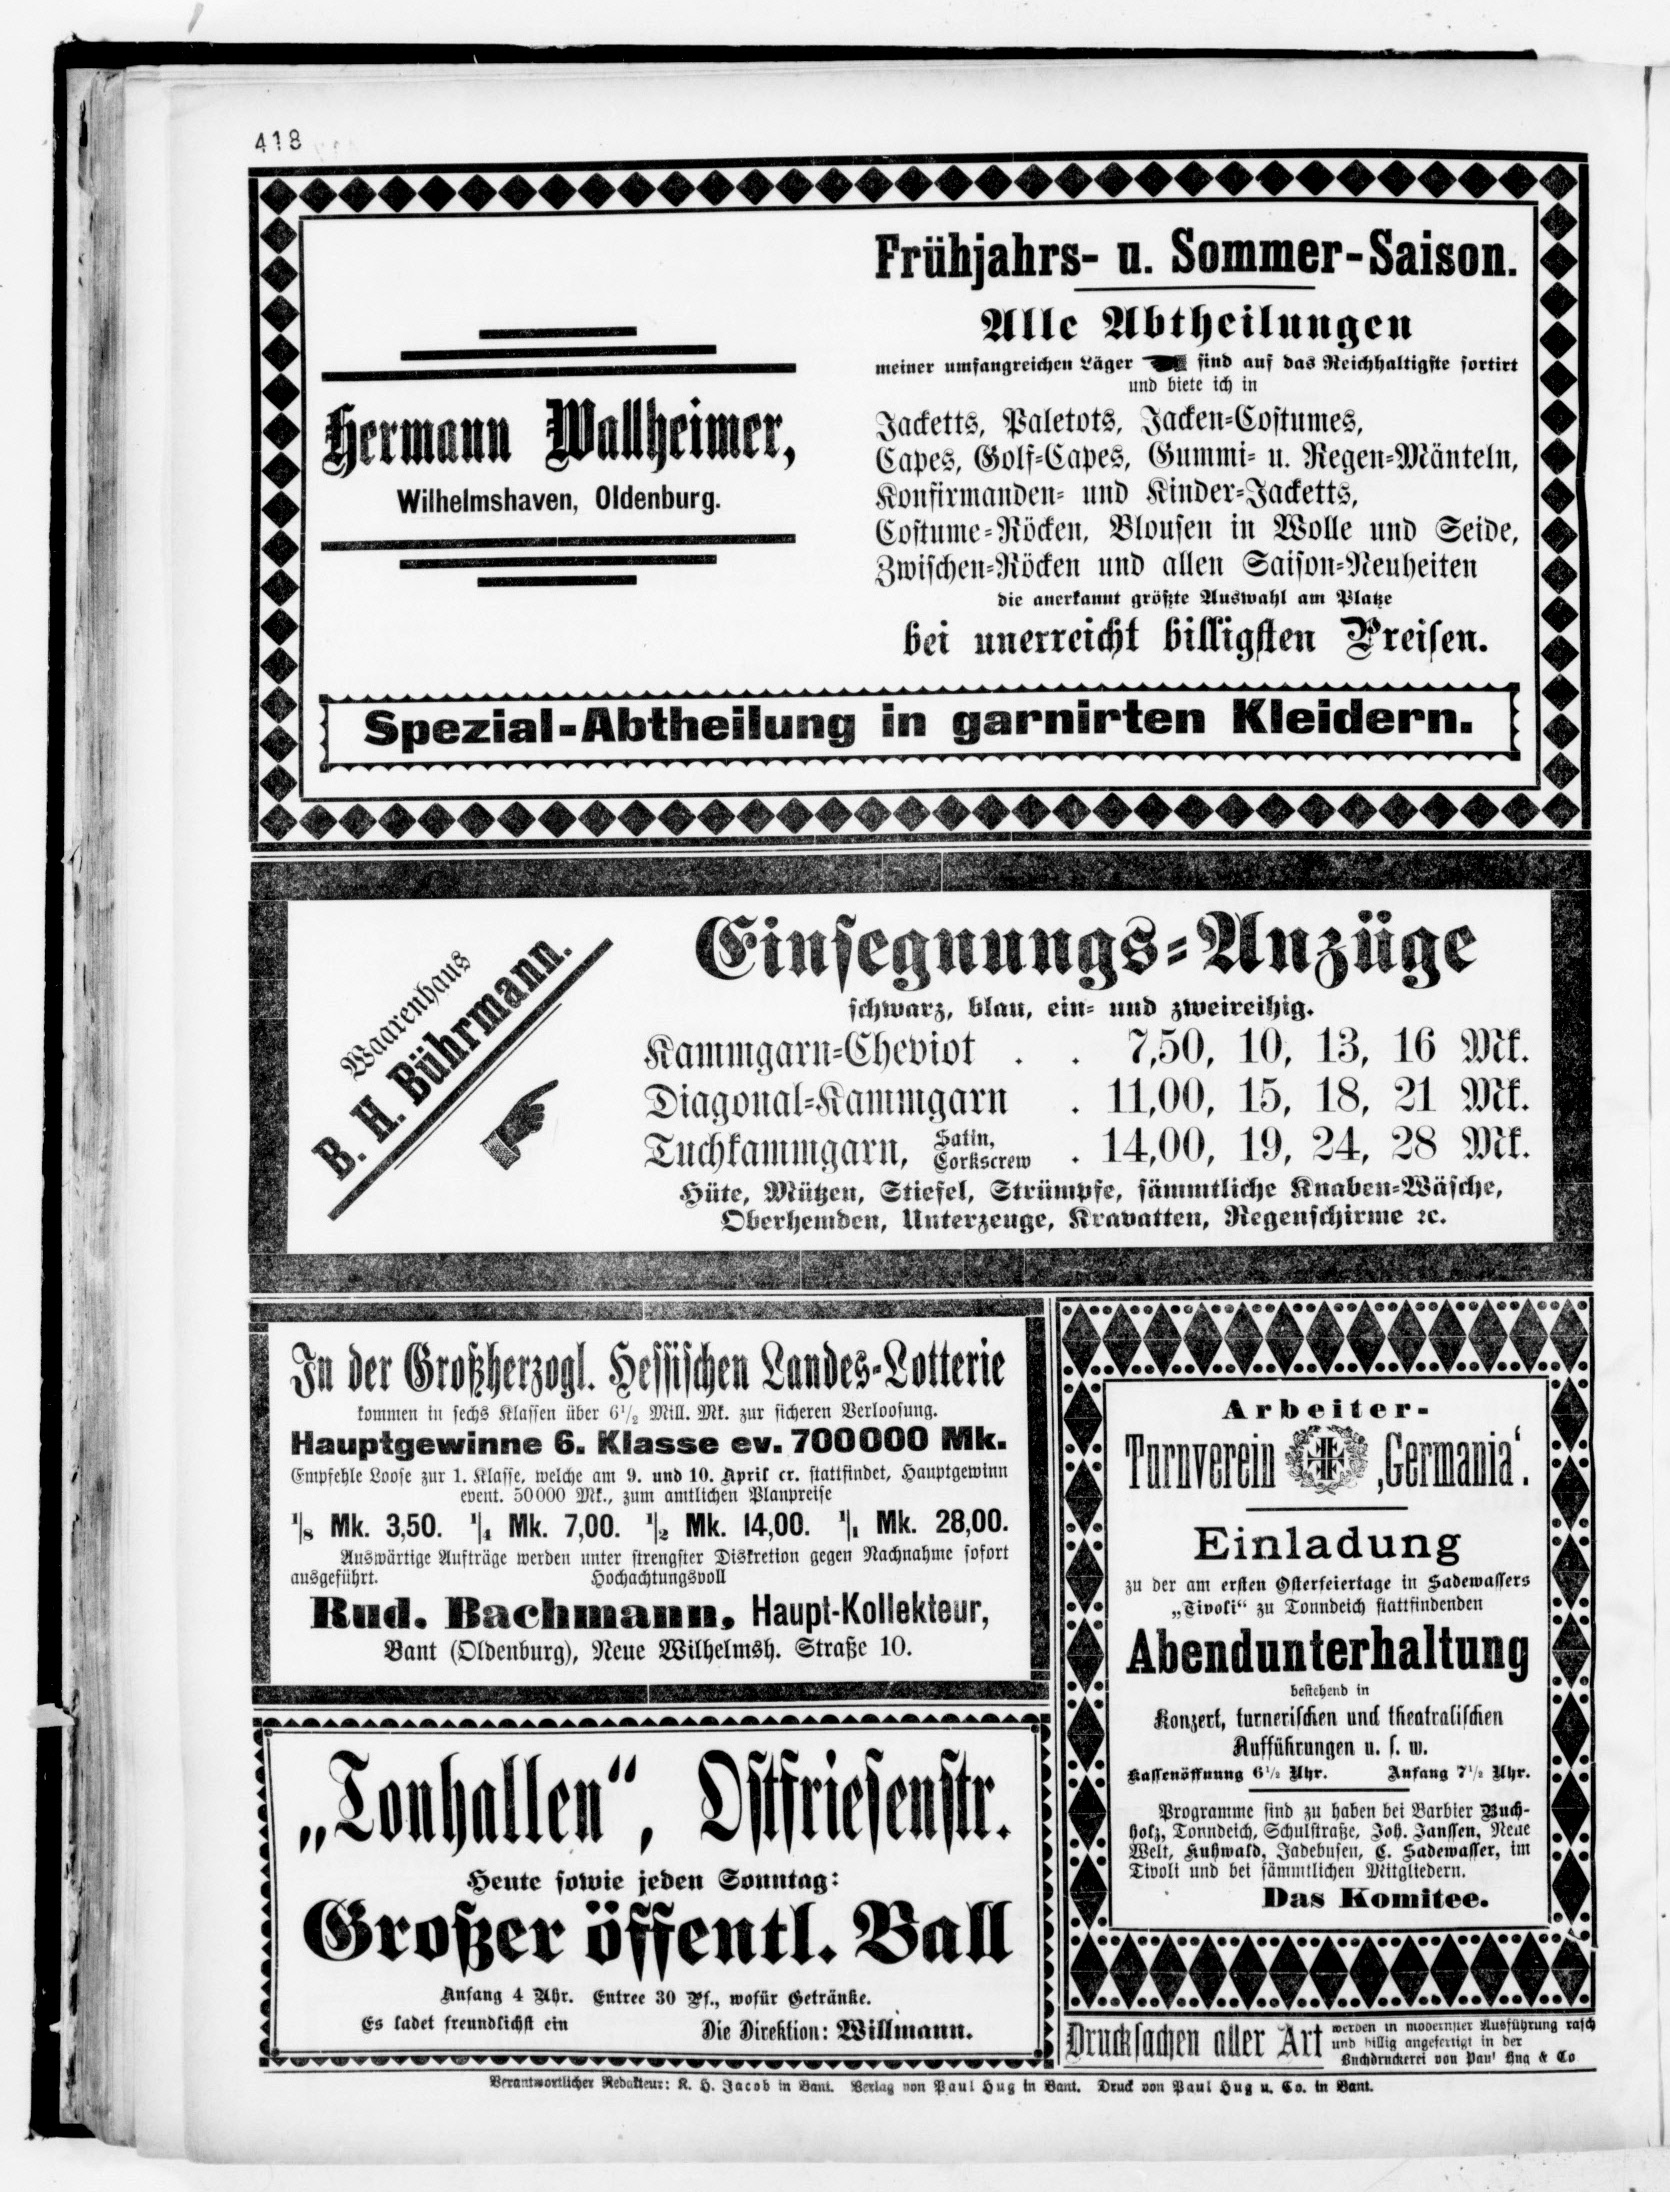 418
Hermann Wallheimer,
Wilhelmshaven, Oldenburg.
Frühjahrs- u. Sommer-Saison.
Alle Abtheilungen
meiner umfangreichen Läger sind auf das Reichhaltigste sortirt
und biete ich in
Jacketts, Paletots, Jacken-Costumes,
Capes, Golf-Capes, Gummi- u. Regen-Mänteln,
Konfirmanden- und Kinder-Jacketts,
Costume-Röcken, Blousen in Wolle und Seide,
Zwischen-Röcken und allen Saison-Neuheiten
die anerkannt größte Auswahl am Platze
bei unerreicht billigsten Preisen.
Spezial-Abtheilung in garnirten Kleidern.
Waarenhaus
B. H. Bührmann.
Einsegnungs-Anzüge
schwarz, blau, ein- und zweireihig.
Kammgarn-Cheviot . . 7,50, 10, 13, 16 Mk.
Diagonal-Kammgarn . 11,00, 15, 18, 21 Mk.
Tuchkammgarn, Satin, Corkscrew . 14,00, 19, 24, 28 Mk.
Hüte, Mützen, Stiefel, Strümpfe, sämmtliche Knaben-Wäsche,
Oberhemden, Unterzeuge, Kravatten, Regenschirme ꝛc.
In der Großherzogl. Hessischen Landes-Lotterie
kommen in sechs Klassen über 6½ Mill. Mk. zur sicheren Verloosung.
Hauptgewinne 6. Klasse ev. 700000 Mk.
Empfehle Loose zur 1. Klasse, welche am 9. und 10. April cr. stattfindet, Hauptgewinn
event. 50000 Mk., zum amtlichen Planpreise
1/8 Mk. 3,50. 1/4 Mk. 7,00. 1/2 Mk. 14,00. 1/1 Mk. 28,00.
Auswärtige Aufträge werden unter strengster Diskretion gegen Nachnahme sofort
ausgeführt. Hochachtungsvoll
Rud. Bachmann, Haupt-Kollekteur,
Bant (Oldenburg), Neue Wilhelmsh. Straße 10.
„Tonhallen“, Ostfriesenstr.
Heute sowie jeden Sonntag:
Großer öffentl. Ball
Anfang 4 Uhr. Entree 30 Pf., wofür Getränke.
Es ladet freundlichst ein Die Direktion: Willmann.
Arbeiter-
Turnverein ‚Germania‘.
Einladung
zu der am ersten Osterfeiertage in Sadewassers
„Tivoli“ zu Tonndeich stattfindenden
Abendunterhaltung
bestehend in
Konzert, turnerischen und theatralischen
Aufführungen u. s. w.
Kassenöffnung 6½ Uhr. Anfang 7½ Uhr.
Programme sind zu haben bei Barbier Buch-
holz, Tonndeich, Schulstraße, Joh. Janssen, Neue
Welt, Kuhwald, Jadebusen, C. Sadewasser, im
Tivoli und bei sämmtlichen Mitgliedern.
Das Komitee.
Drucksachen aller Art werden in modernster Ausführung rasch
und billig angefertigt in der
Buchdruckerei von Paul Hug & Co
Verantwortlicher Redakteur: K. H. Jacob in Bant. Verlag von Paul Hug in Bant. Druck von Paul Hug u. Co. in Bant.